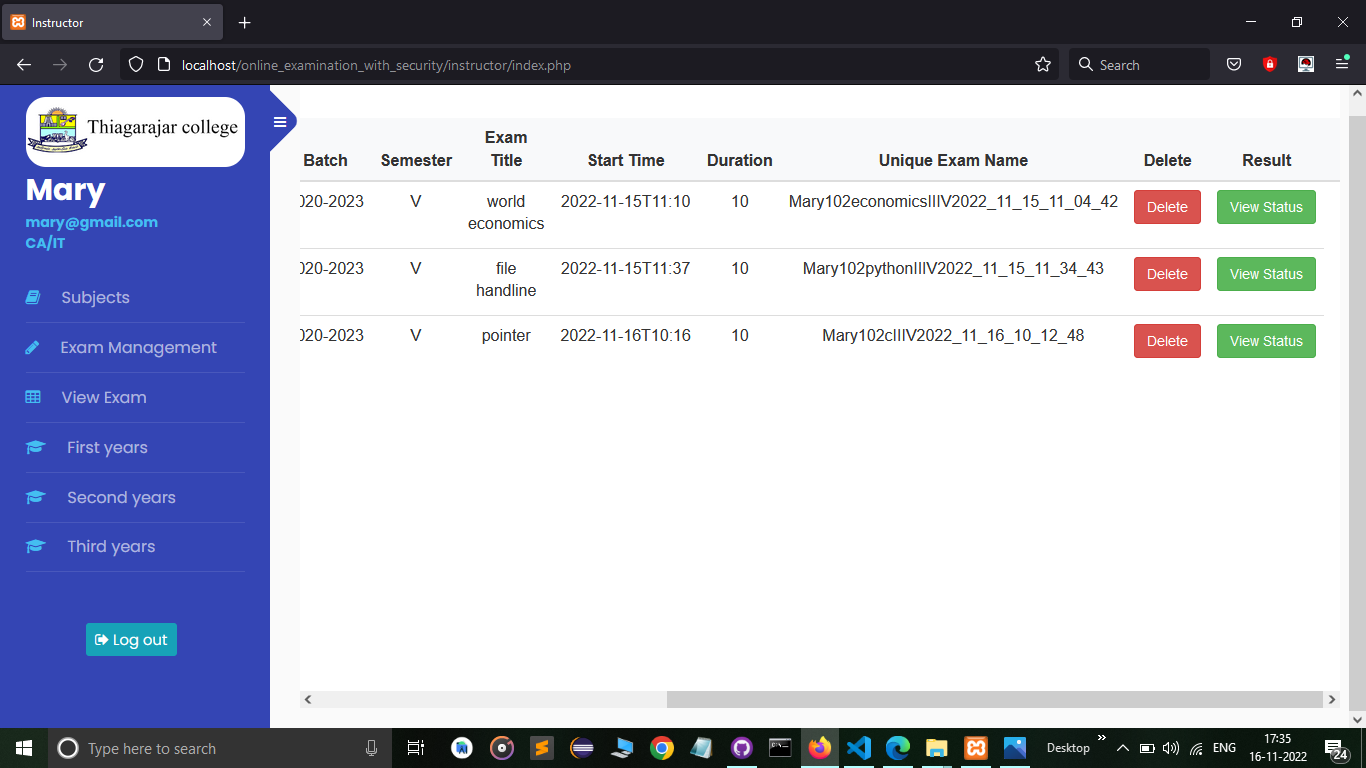 Instructor
localhost/online_examination_with_security/instructor/index.php
Search
Thiagarajar college
Mary
mary@gmail.com
CA/IT
Subjects
Exam Management
View Exam
First years
Second years
Third years
Log out
Batch Semester Exam Title Start Time Duration Unique Exam Name Delete Result
020-2023 V world economics 2022-11-15T11:10 10 Mary102economicsIIIV2022_11_15_11_04_42 Delete View Status
020-2023 V file handline 2022-11-15T11:37 10 Mary102pythonIIIV2022_11_15_11_34_43 Delete View Status
020-2023 V pointer 2022-11-16T10:16 10 Mary102cIIIV2022_11_16_10_12_48 Delete View Status
Type here to search
Desktop
ENG
17:35
16-11-2022
24